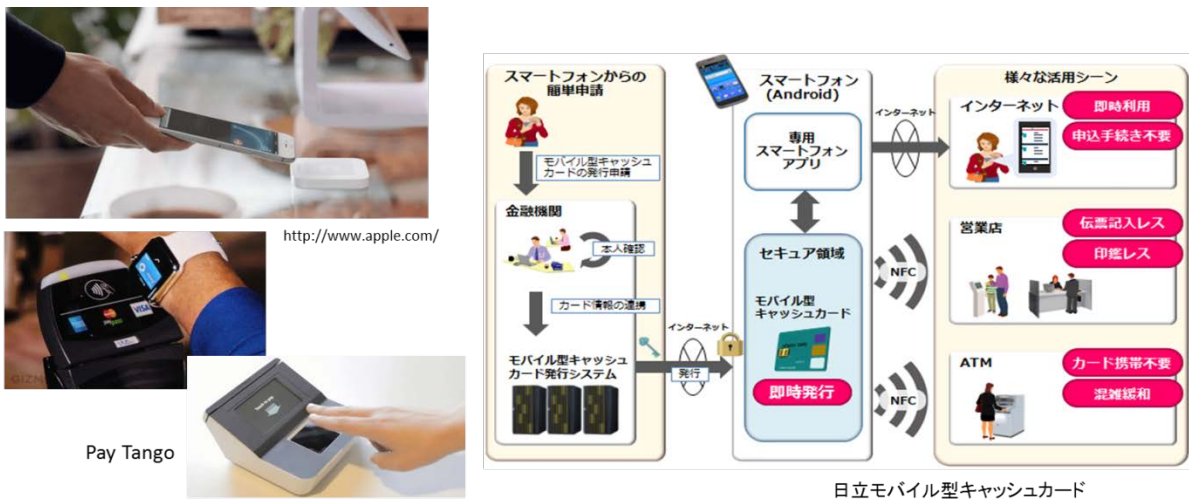 http://www.apple.com/
VISA
GIZM
Pay Tango
スマートフォンからの
簡単申請
モバイル型キャッシュ
カードの発行申請
金融機関
本人確認
カード情報の連携
モバイル型キャッシュ
カード発行システム
インターネット
発行
スマートフォン
(Android)
専用
スマートフォン
アプリ
セキュア領域
モバイル型
キャッシュカード
即時発行
インターネット
NFC
NFC
様々な活用シーン
インターネット
即時利用
申込手続き不要
営業店
伝票記入レス
印鑑レス
ATM
カード携帯不要
混雑緩和
日立モバイル型キャッシュカード